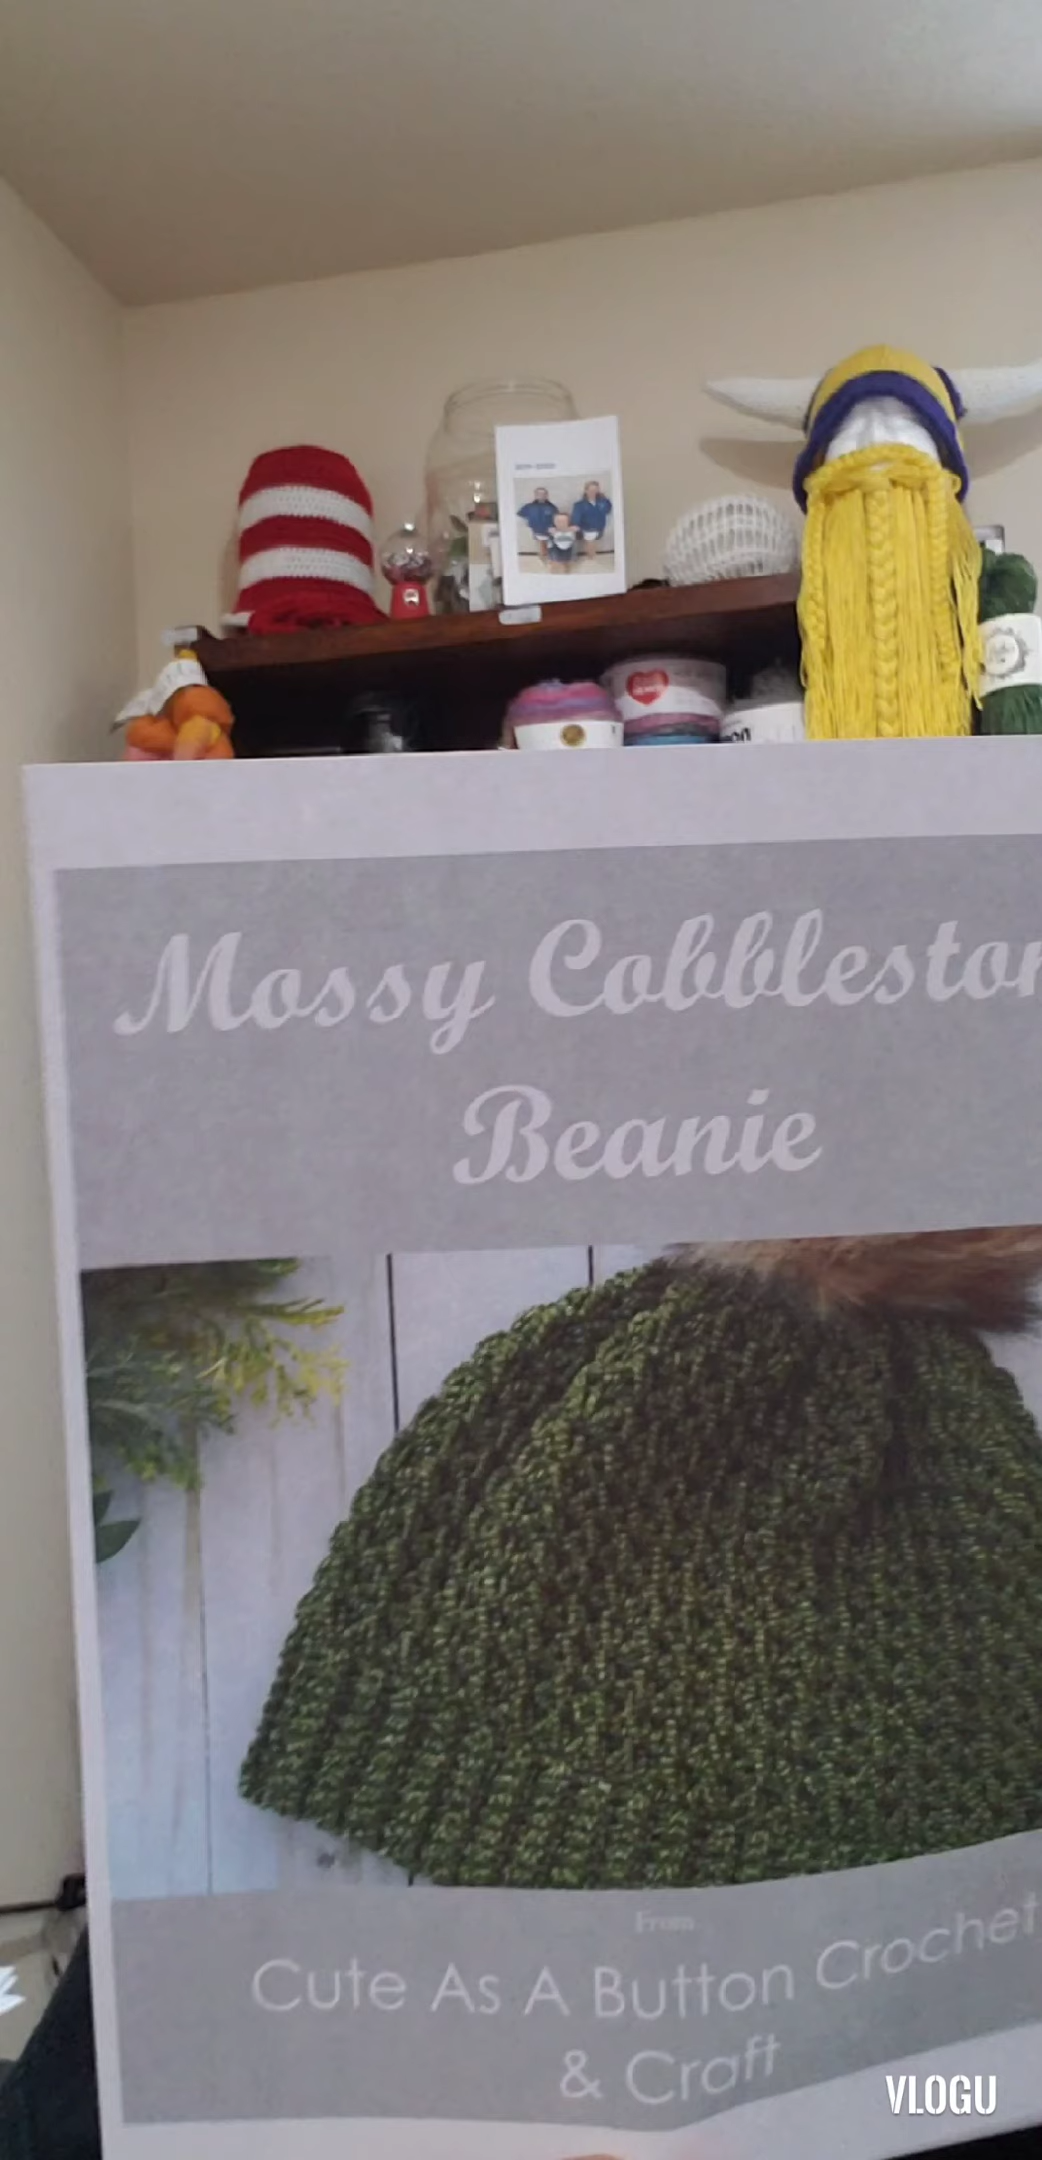 Mossy Cobbleston
Beanie
From
Cute As A Button Crochet
& Craft
VLOGU